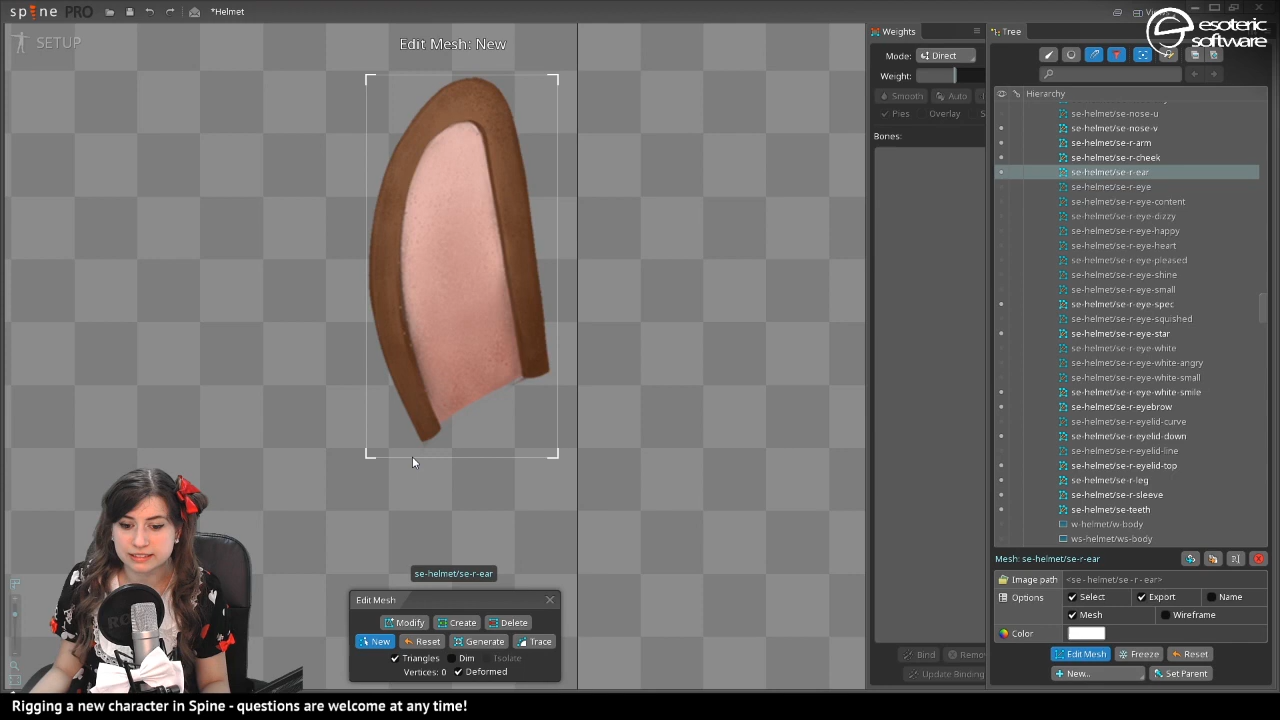 spine PRO
*Helmet
Views
esoteric
software
SETUP
Edit Mesh: New
Weights
Mode: Direct
Weight:
Smooth Auto
Pies Overlay S
Bones:
Bind Remov
Update Binding
Tree
Hierarchy
se-helmet/se-nose-u
se-helmet/se-nose-v
se-helmet/se-r-arm
se-helmet/se-r-cheek
se-helmet/se-r-ear
se-helmet/se-r-eye
se-helmet/se-r-eye-content
se-helmet/se-r-eye-dizzy
se-helmet/se-r-eye-happy
se-helmet/se-r-eye-heart
se-helmet/se-r-eye-pleased
se-helmet/se-r-eye-shine
se-helmet/se-r-eye-small
se-helmet/se-r-eye-spec
se-helmet/se-r-eye-squished
se-helmet/se-r-eye-star
se-helmet/se-r-eye-white
se-helmet/se-r-eye-white-angry
se-helmet/se-r-eye-white-small
se-helmet/se-r-eye-white-smile
se-helmet/se-r-eyebrow
se-helmet/se-r-eyelid-curve
se-helmet/se-r-eyelid-down
se-helmet/se-r-eyelid-line
se-helmet/se-r-eyelid-top
se-helmet/se-r-leg
se-helmet/se-r-sleeve
se-helmet/se-teeth
w-helmet/w-body
ws-helmet/ws-body
Mesh: se-helmet/se-r-ear
Image path <se-helmet/se-r-ear>
Options Select Export Name
Mesh Wireframe
Color
Edit Mesh Freeze Reset
New... Set Parent
se-helmet/se-r-ear
Edit Mesh
Modify Create Delete
New Reset Generate Trace
Triangles Dim Isolate
Vertices: 0 Deformed
Rigging a new character in Spine - questions are welcome at any time!